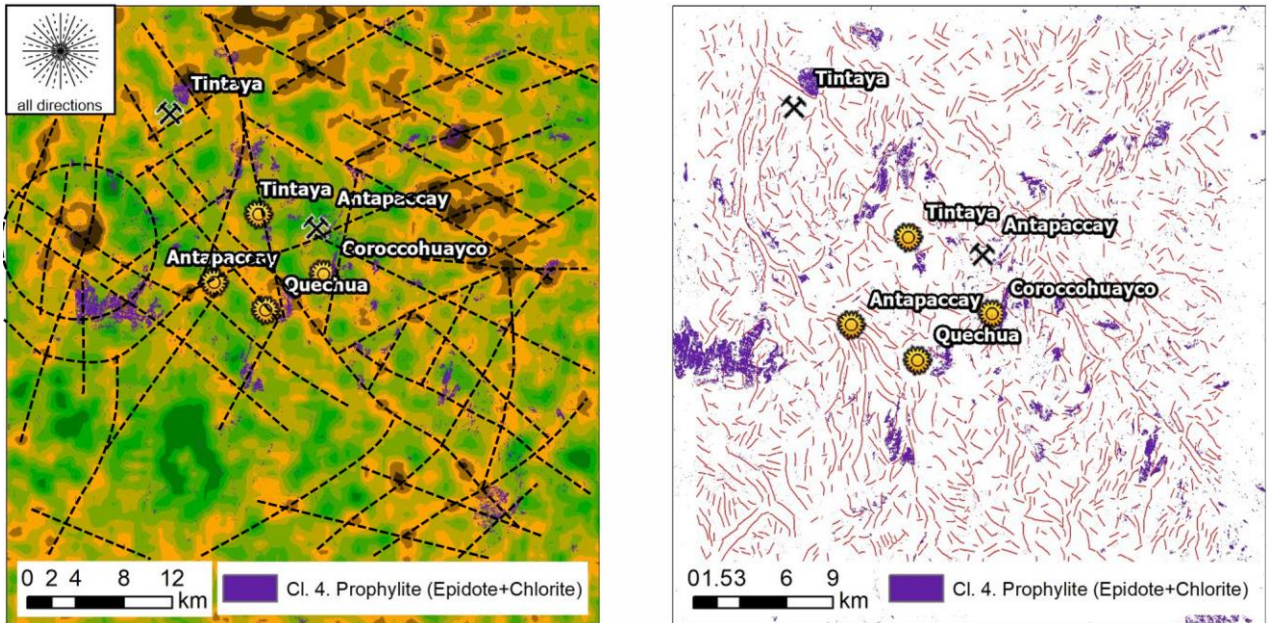 all directions
Tintaya
Tintaya
Antapaccay
Antapaccay
Coroccohuayco
Quechua
0 2 4 8 12
km
Cl. 4. Prophylite (Epidote+Chlorite)
Tintaya
Tintaya
Antapaccay
Antapaccay
Coroccohuayco
Quechua
01.53 6 9
km
Cl. 4. Prophylite (Epidote+Chlorite)